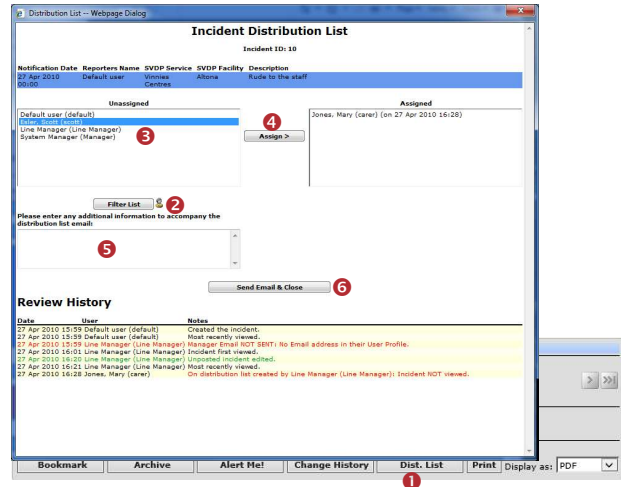 Distribution List -- Webpage Dialog
Incident Distribution List
Incident ID: 10
Notification Date Reporters Name SVDP Service SVDP Facility Description
27 Apr 2010 00:00 Default user Vinnies Centres Altona Rude to the staff
Unassigned Assigned
Default user (default)
Esler, Scott (scott)
Line Manager (Line Manager)
System Manager (Manager)
3
4
Assign >
Jones, Mary (carer) (on 27 Apr 2010 16:28)
Filter List 2
Please enter any additional information to accompany the
distribution list email:
5
Send Email & Close 6
Review History
Date User Notes
27 Apr 2010 15:59 Default user (default) Created the incident.
27 Apr 2010 15:59 Default user (default) Most recently viewed.
27 Apr 2010 15:59 Line Manager (Line Manager) Manager Email NOT SENT: No Email address in their User Profile.
27 Apr 2010 16:01 Line Manager (Line Manager) Incident first viewed.
27 Apr 2010 16:20 Line Manager (Line Manager) Unposted incident edited.
27 Apr 2010 16:21 Line Manager (Line Manager) Most recently viewed.
27 Apr 2010 16:28 Jones, Mary (carer) On distribution list created by Line Manager (Line Manager): Incident NOT viewed.
Bookmark Archive Alert Me! Change History Dist. List Print Display as: PDF
1